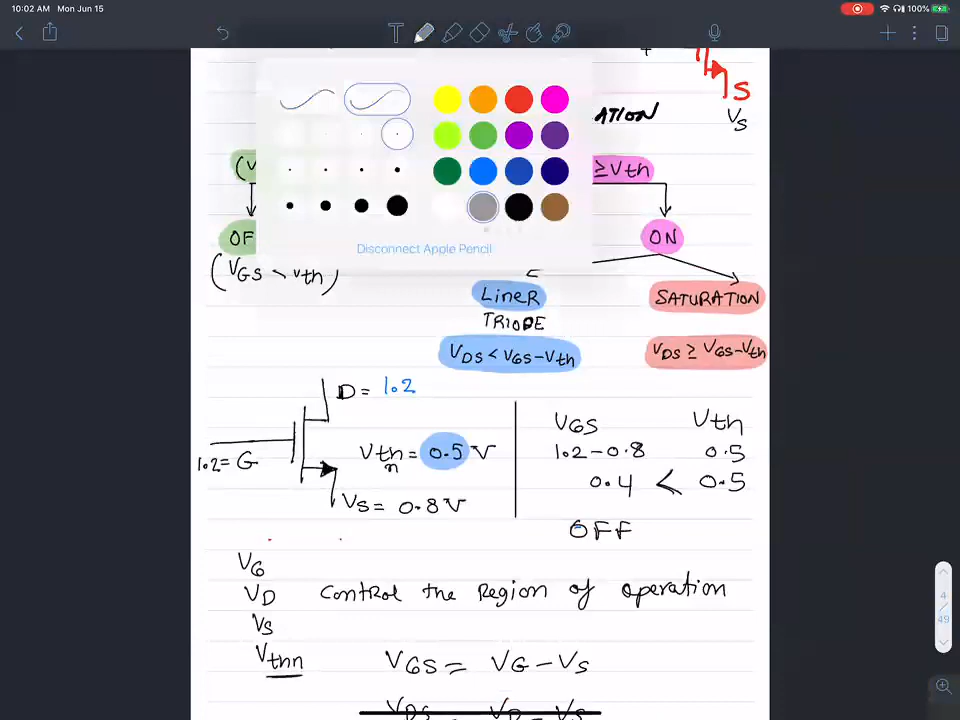 10:02 AM Mon Jun 15
100%
+
S
ATION
VS
(V
≥Vth
OF
ON
Disconnect Apple Pencil
(VGS < Vth)
LineR
TRIODE
SATURATION
VDS < VGS-Vth
VDS ≥ VGS-Vth
D = 1.2
1.2 = G
Vthn = 0.5 V
VS = 0.8 V
VGS Vth
1.2-0.8 0.5
0.4 < 0.5
OFF
VG
VD Control the Region of operation
VS
Vthn VGS = VG - VS
VDS = VD - VS
4
/
49